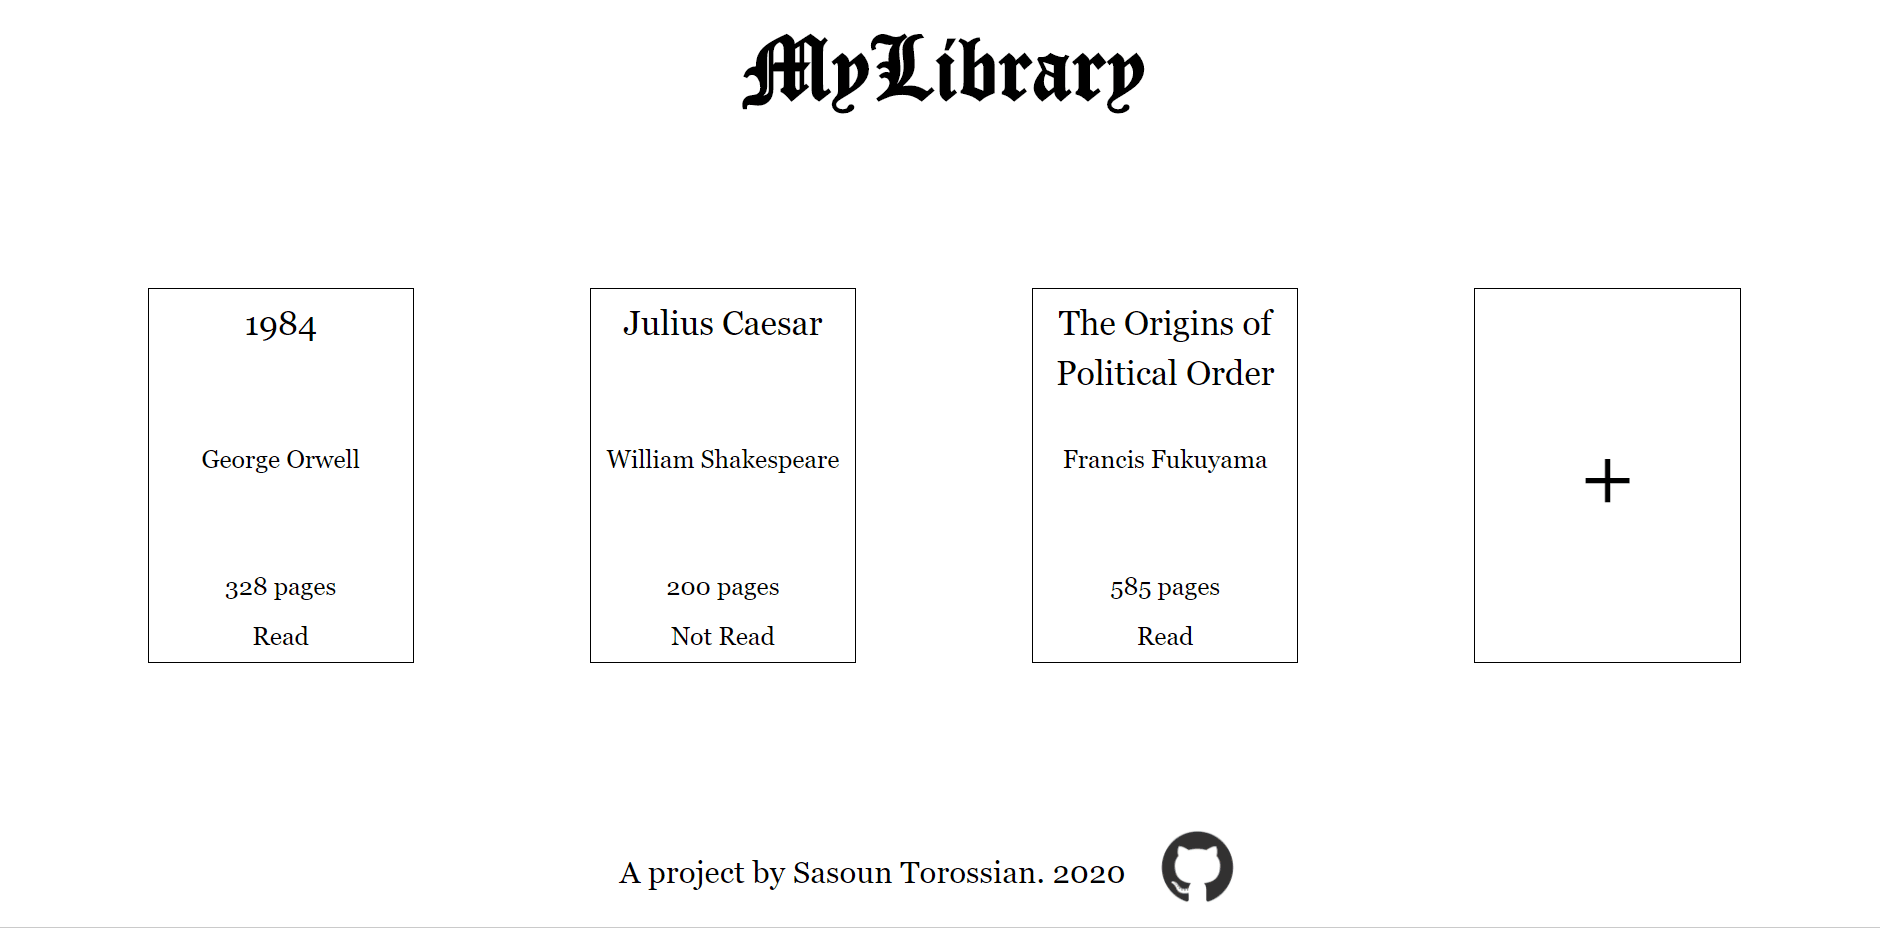 MyLibrary
1984
George Orwell
328 pages
Read
Julius Caesar
William Shakespeare
200 pages
Not Read
The Origins of
Political Order
Francis Fukuyama
585 pages
Read
+
A project by Sasoun Torossian. 2020